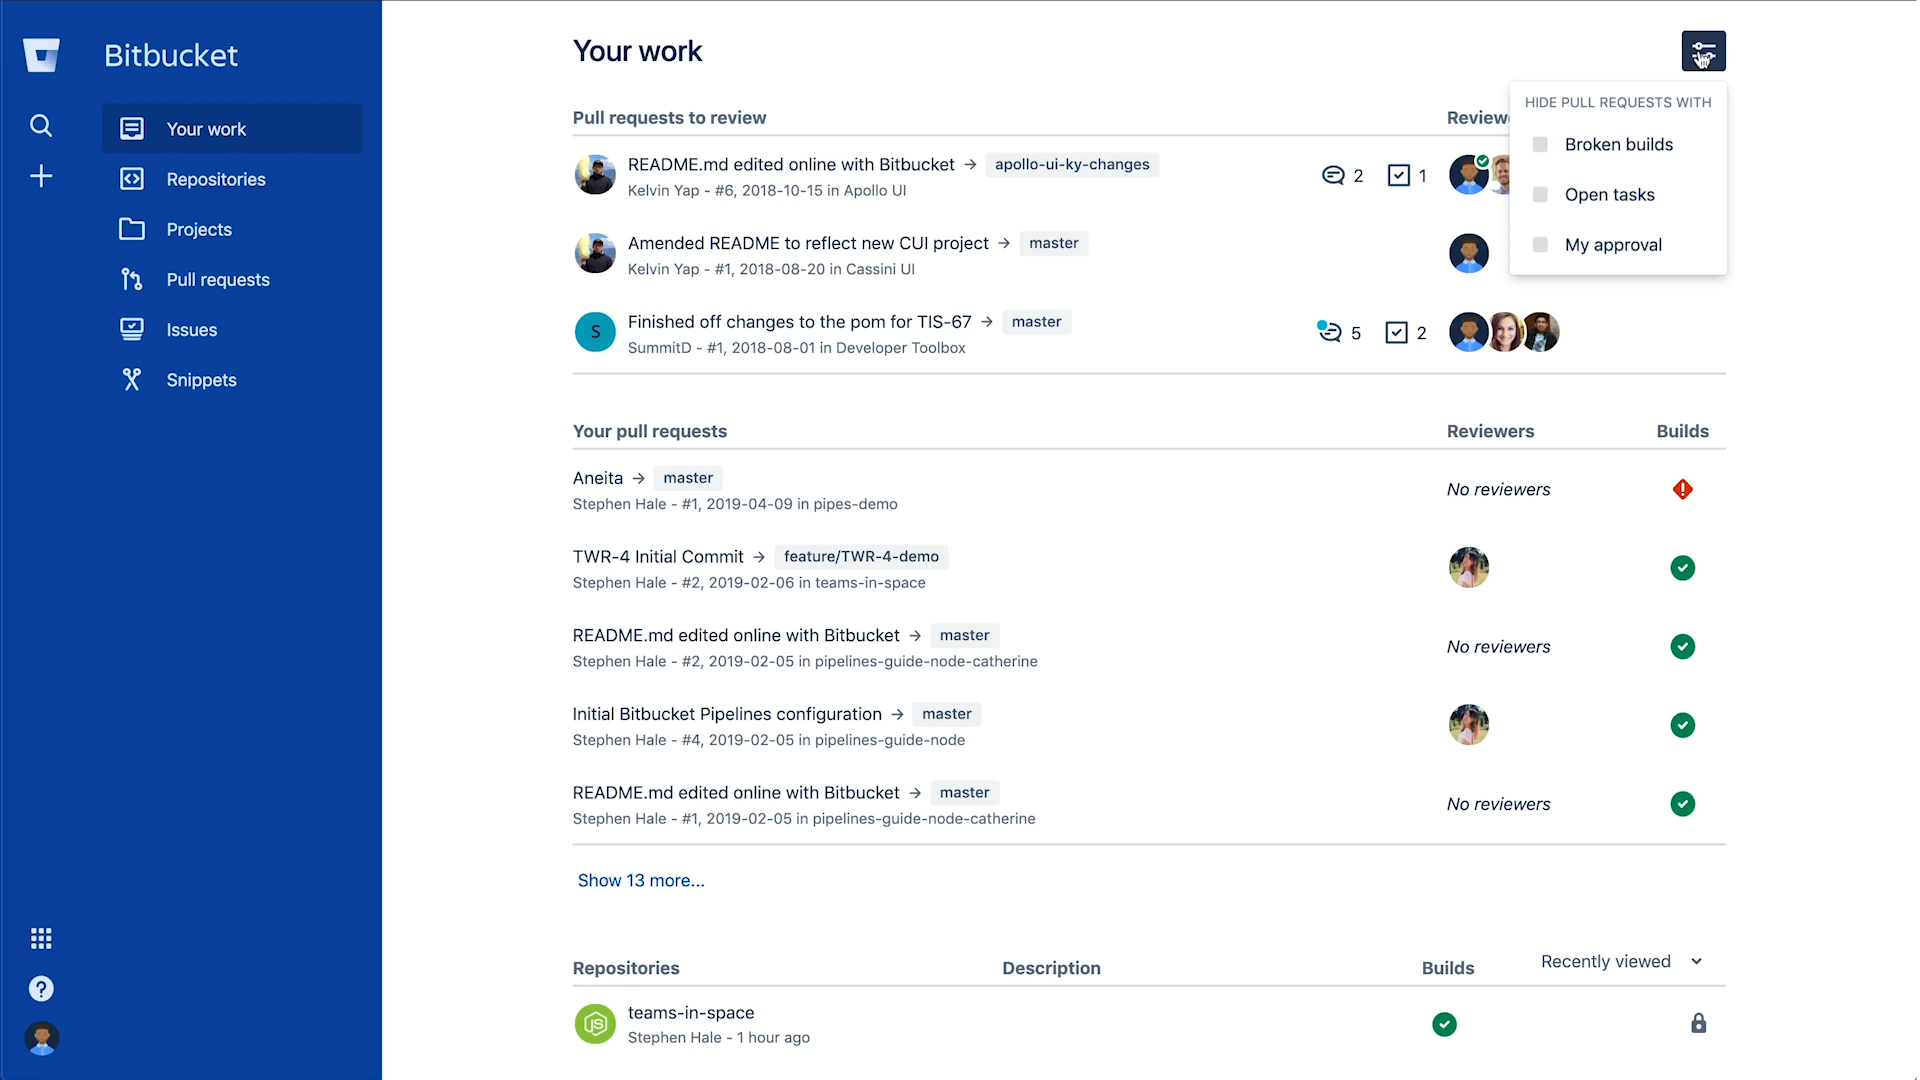 Bitbucket
Your work
Repositories
Projects
Pull requests
Issues
Snippets
Your work
HIDE PULL REQUESTS WITH
Broken builds
Open tasks
My approval
Pull requests to review
Review
README.md edited online with Bitbucket → apollo-ui-ky-changes
Kelvin Yap - #6, 2018-10-15 in Apollo UI
2
1
Amended README to reflect new CUI project → master
Kelvin Yap - #1, 2018-08-20 in Cassini UI
S
Finished off changes to the pom for TIS-67 → master
SummitD - #1, 2018-08-01 in Developer Toolbox
5
2
Your pull requests
Reviewers
Builds
Aneita → master
Stephen Hale - #1, 2019-04-09 in pipes-demo
No reviewers
TWR-4 Initial Commit → feature/TWR-4-demo
Stephen Hale - #2, 2019-02-06 in teams-in-space
README.md edited online with Bitbucket → master
Stephen Hale - #2, 2019-02-05 in pipelines-guide-node-catherine
No reviewers
Initial Bitbucket Pipelines configuration → master
Stephen Hale - #4, 2019-02-05 in pipelines-guide-node
README.md edited online with Bitbucket → master
Stephen Hale - #1, 2019-02-05 in pipelines-guide-node-catherine
No reviewers
Show 13 more...
Repositories
Description
Builds
Recently viewed
teams-in-space
Stephen Hale - 1 hour ago